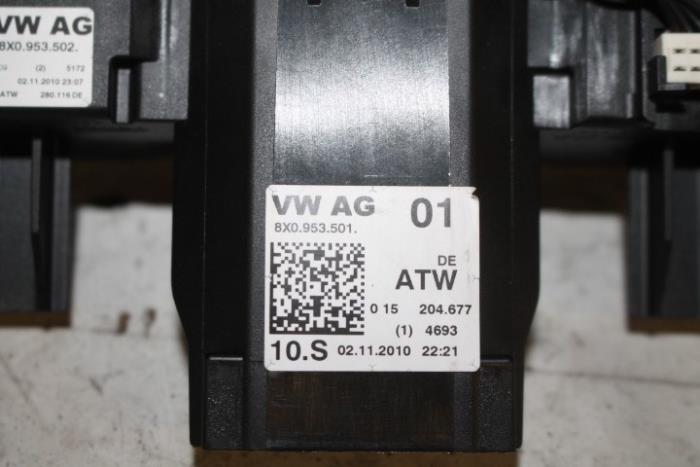 VW AG
8X0.953.502.
(2) 5172
02.11.2010 23:07
ATW 280.116 DE
VW AG 01
8X0.953.501.
DE
ATW
0 15 204.677
(1) 4693
10.S 02.11.2010 22:21